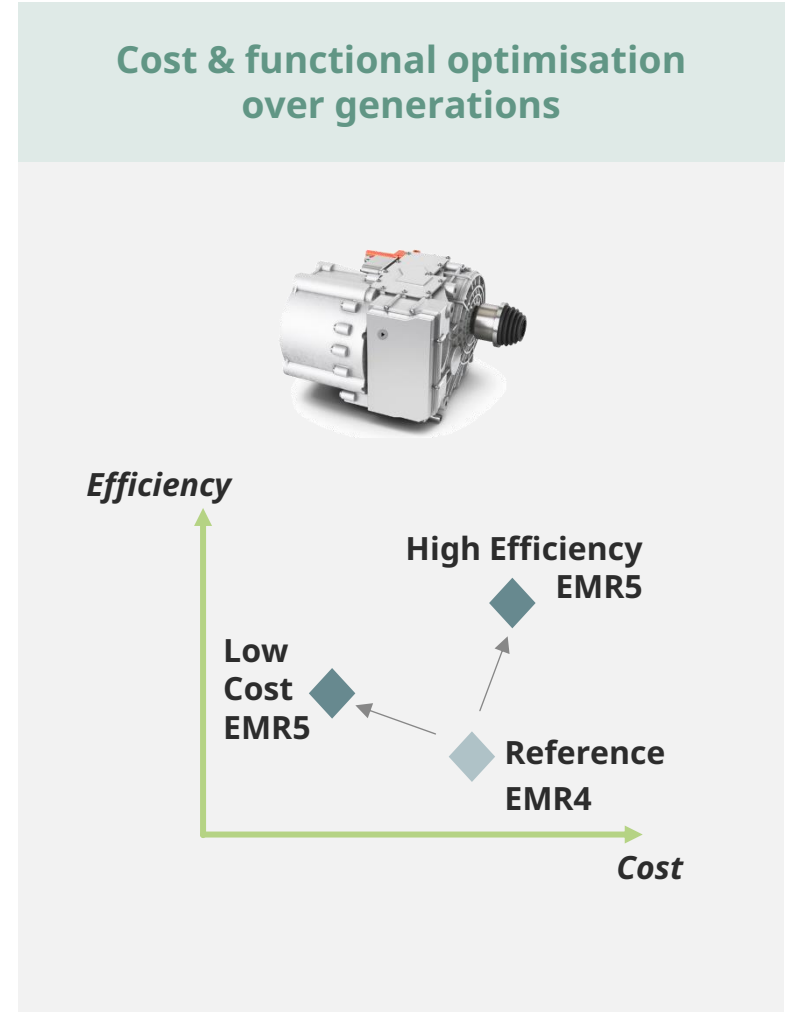 Cost & functional optimisation
over generations
Efficiency
High Efficiency
EMR5
Low
Cost
EMR5
Reference
EMR4
Cost